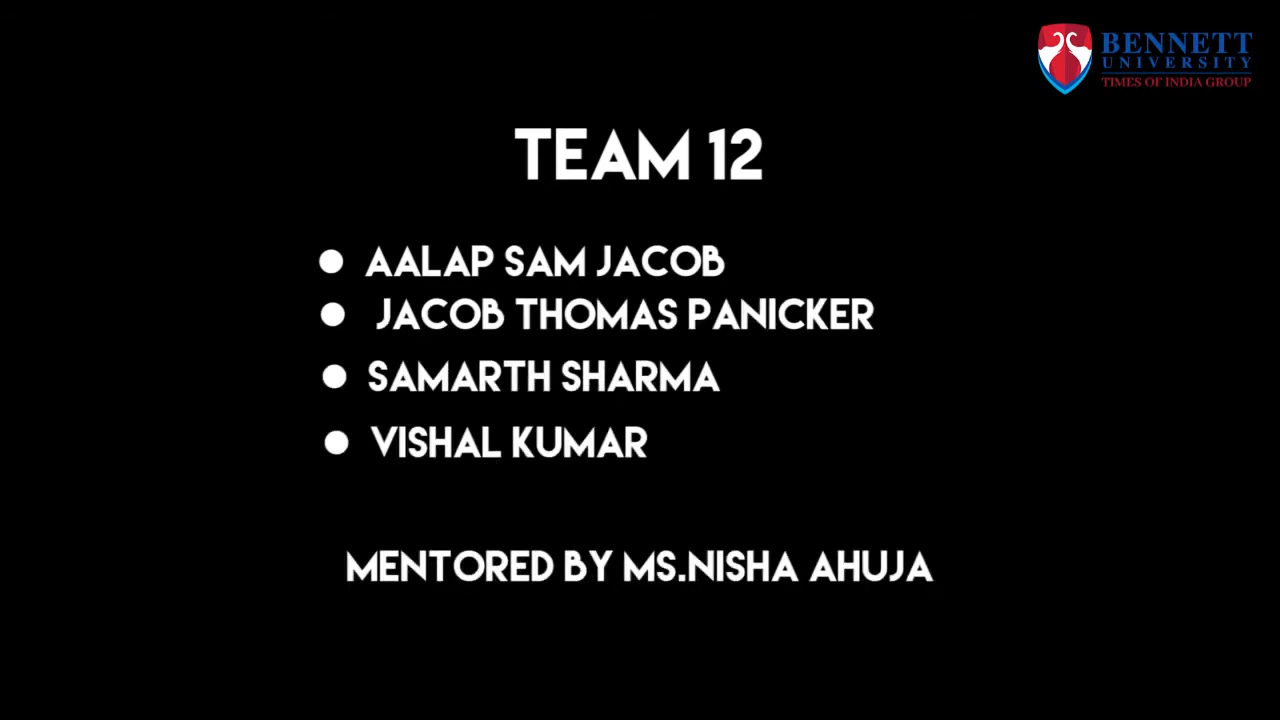 BENNETT
UNIVERSITY
TIMES OF INDIA GROUP
TEAM 12
● AALAP SAM JACOB
● JACOB THOMAS PANICKER
● SAMARTH SHARMA
● VISHAL KUMAR
MENTORED BY MS.NISHA AHUJA